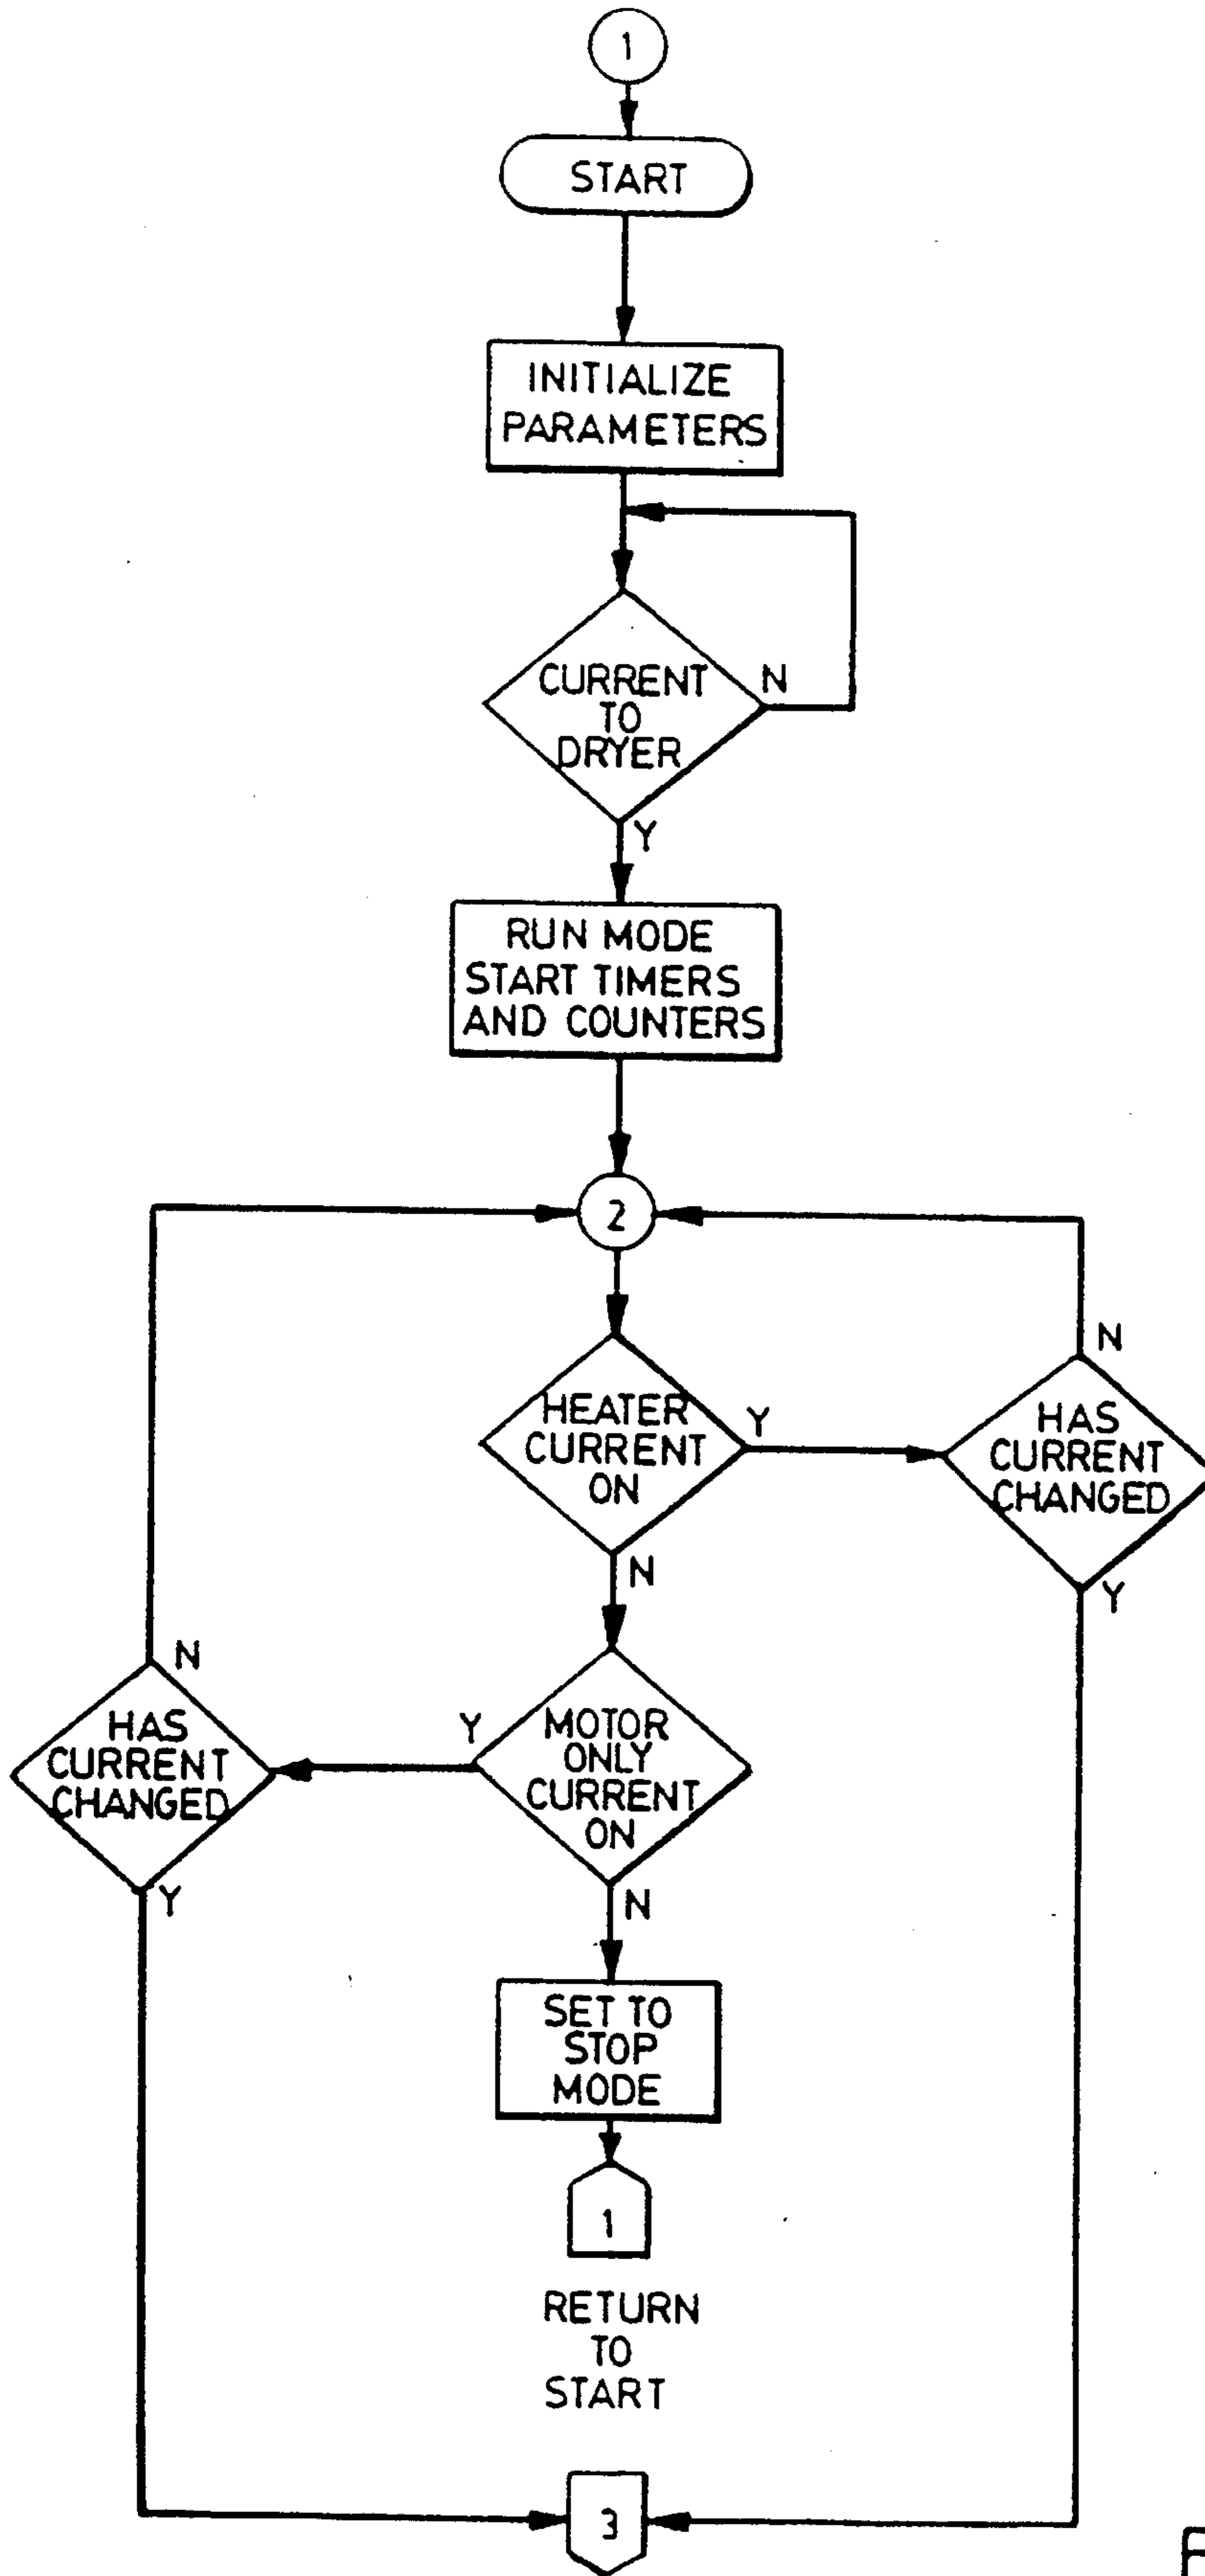 1
START
INITIALIZE
PARAMETERS
CURRENT
TO
DRYER
N
Y
RUN MODE
START TIMERS
AND COUNTERS
2
HEATER
CURRENT
ON
Y
N
HAS
CURRENT
CHANGED
N
Y
MOTOR
ONLY
CURRENT
ON
Y
N
HAS
CURRENT
CHANGED
N
Y
SET TO
STOP
MODE
1
RETURN
TO
START
3